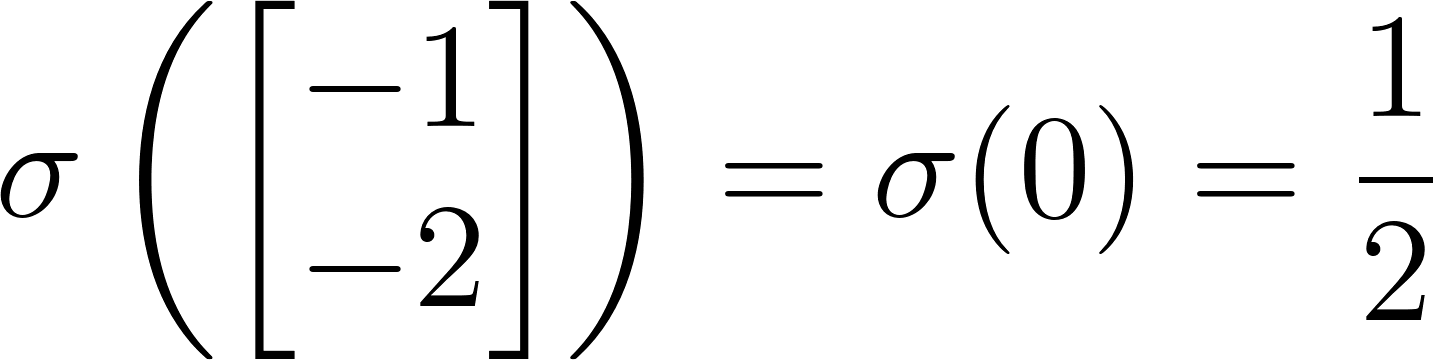 σ([−1 −2]) = σ(0) = 1/2